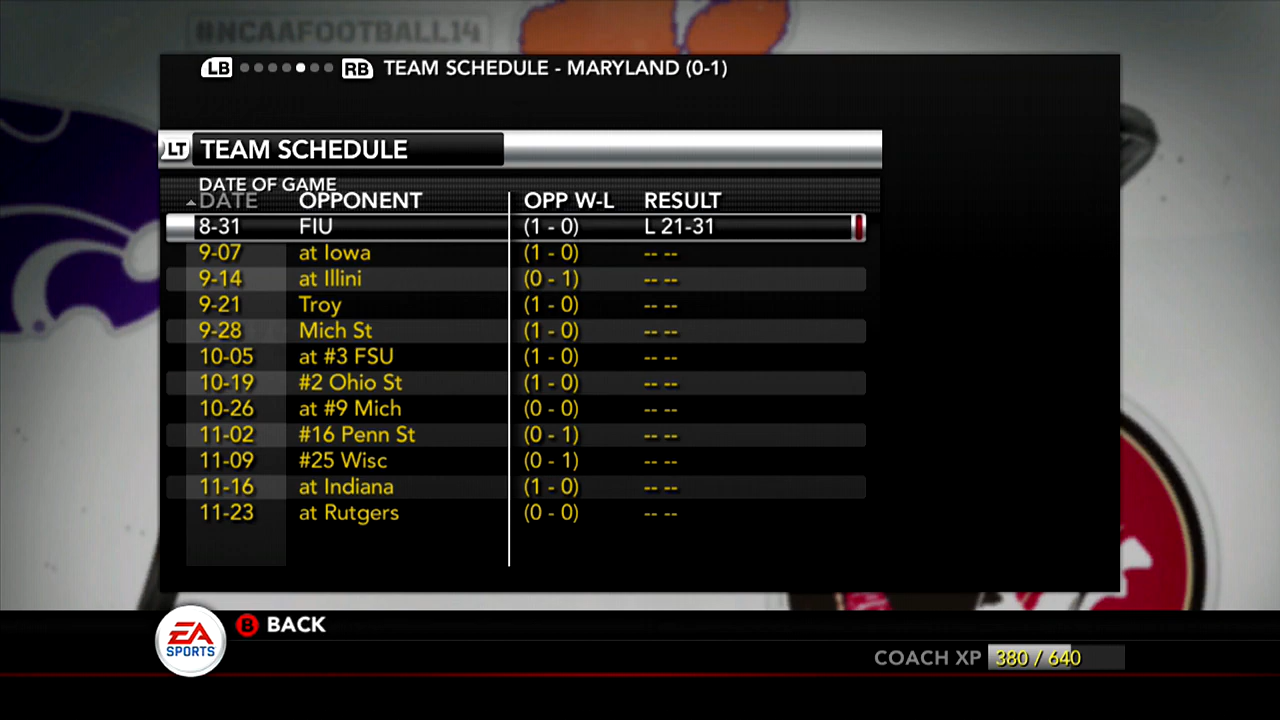 #NCAAFOOTBALL14
LB RB TEAM SCHEDULE - MARYLAND (0-1)
LT TEAM SCHEDULE
DATE OF GAME
DATE OPPONENT OPP W-L RESULT
8-31 FIU (1 - 0) L 21-31
9-07 at Iowa (1 - 0) -- --
9-14 at Illini (0 - 1) -- --
9-21 Troy (1 - 0) -- --
9-28 Mich St (1 - 0) -- --
10-05 at #3 FSU (1 - 0) -- --
10-19 #2 Ohio St (1 - 0) -- --
10-26 at #9 Mich (0 - 0) -- --
11-02 #16 Penn St (0 - 1) -- --
11-09 #25 Wisc (0 - 1) -- --
11-16 at Indiana (1 - 0) -- --
11-23 at Rutgers (0 - 0) -- --
EA SPORTS
B BACK
COACH XP 380 / 640